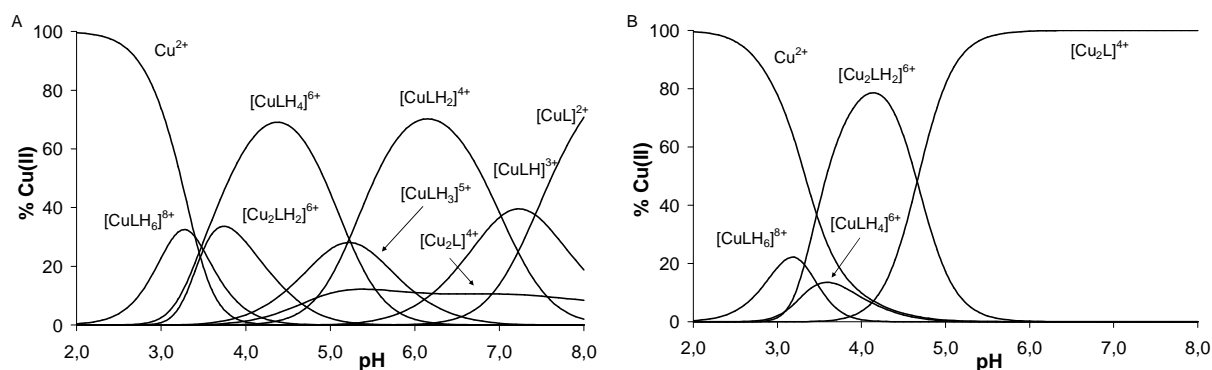 A
100
80
60
40
20
0
% Cu(II)
Cu²⁺
[CuLH₆]⁸⁺
[CuLH₄]⁶⁺
[Cu₂LH₂]⁶⁺
[CuLH₂]⁴⁺
[CuLH₃]⁵⁺
[Cu₂L]⁴⁺
[CuLH]³⁺
[CuL]²⁺
2,0 3,0 4,0 5,0 6,0 7,0 8,0
pH
B
100
80
60
40
20
0
% Cu(II)
Cu²⁺
[Cu₂LH₂]⁶⁺
[Cu₂L]⁴⁺
[CuLH₆]⁸⁺
[CuLH₄]⁶⁺
2,0 3,0 4,0 5,0 6,0 7,0 8,0
pH